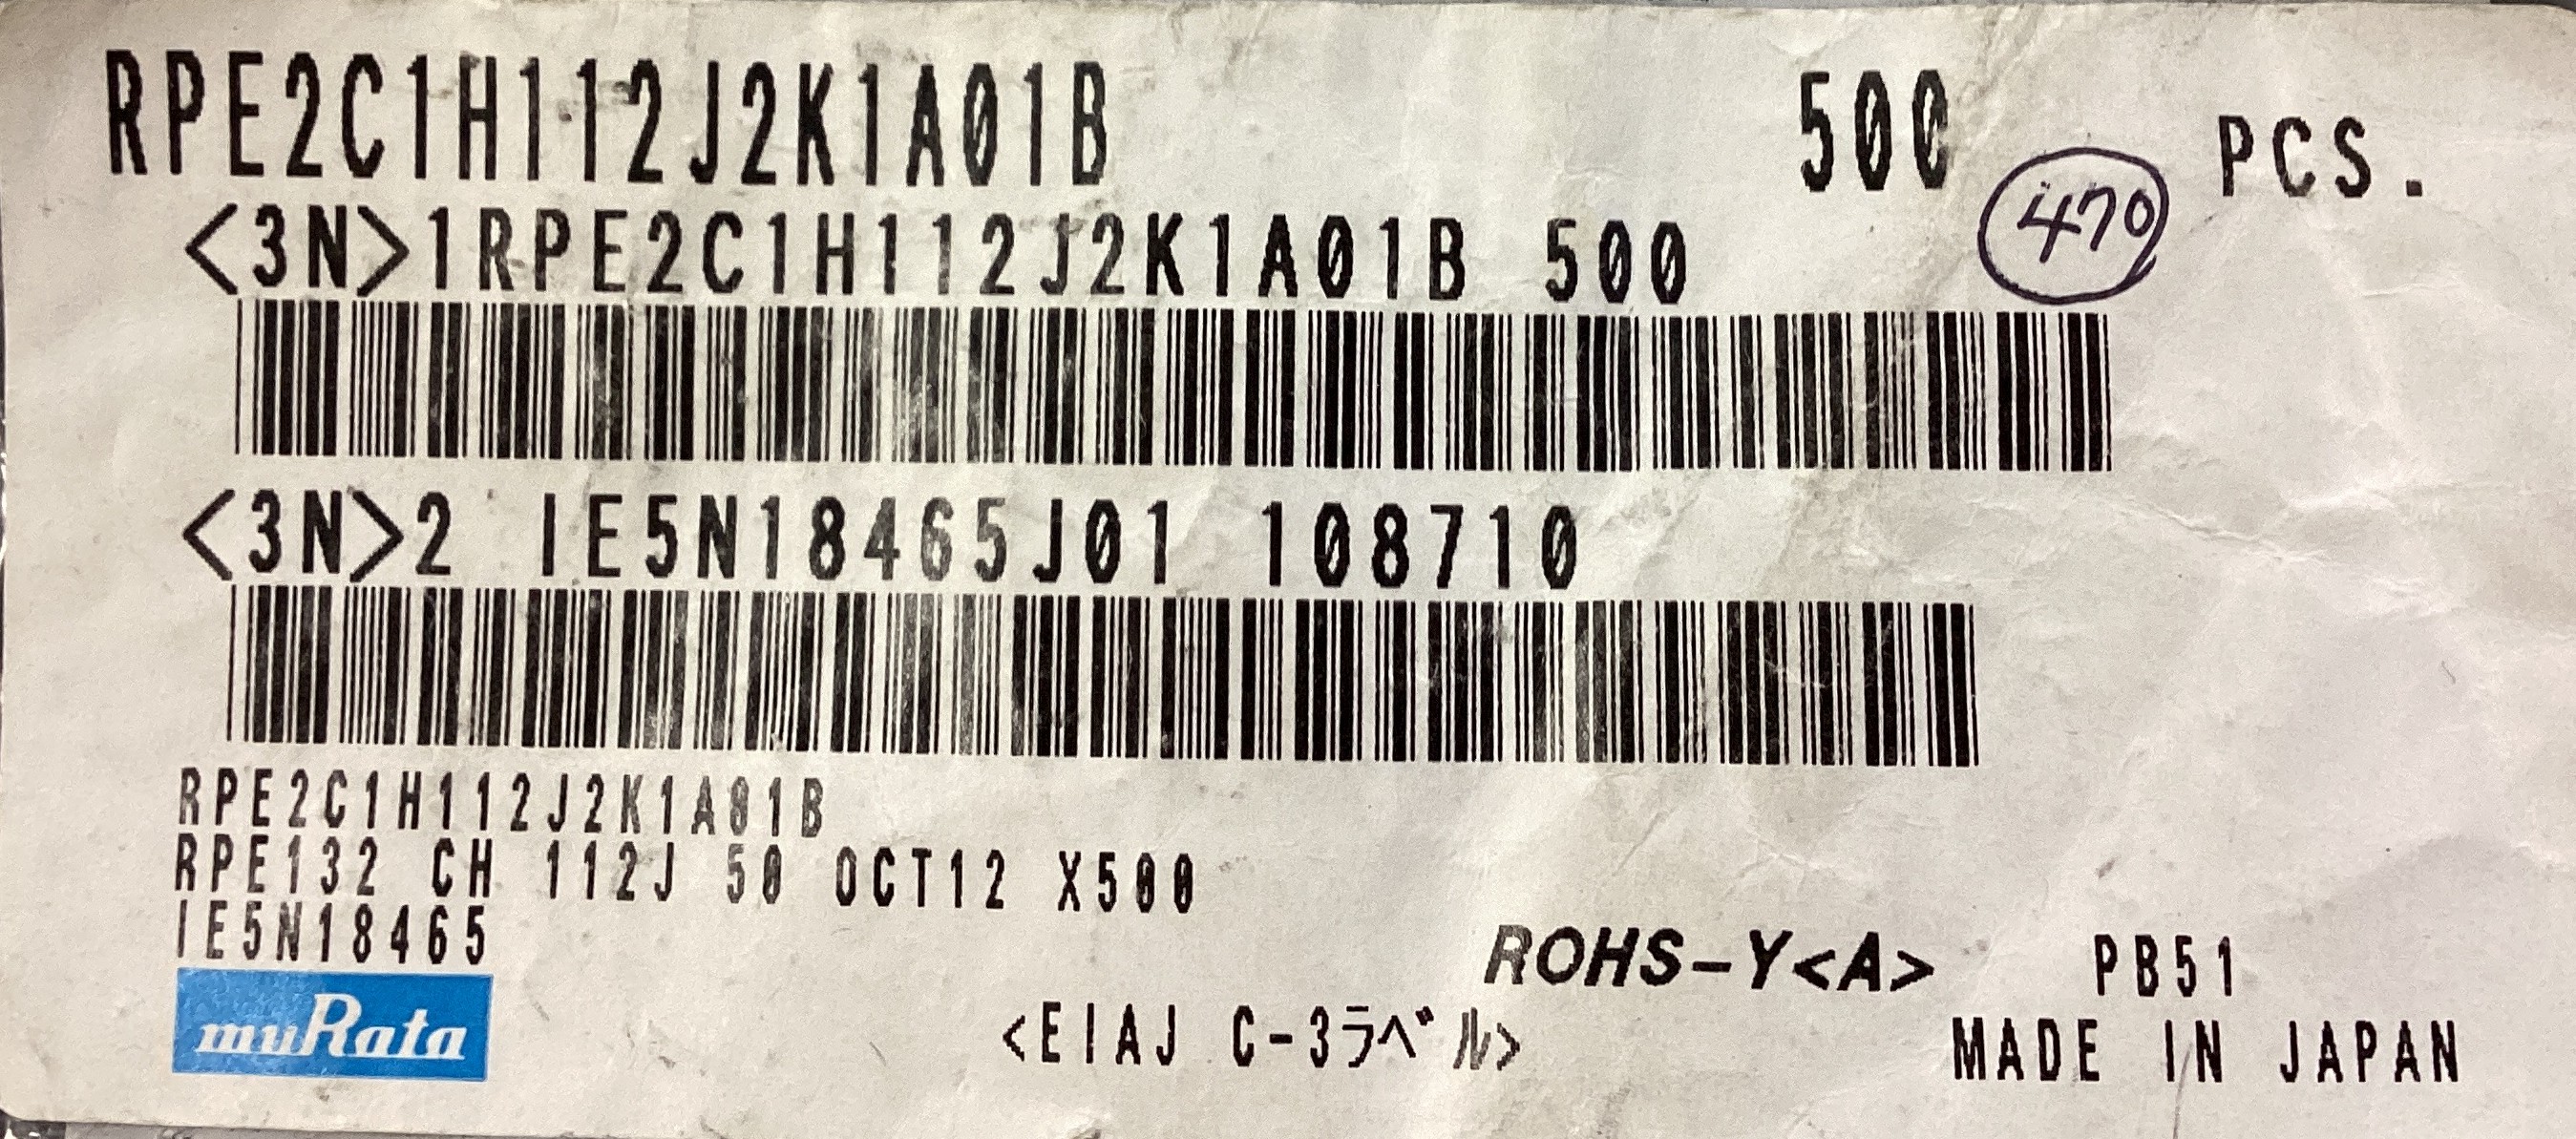 RPE2C1H112J2K1A01B 500 PCS.
470
<3N>1RPE2C1H112J2K1A01B 500
<3N>2 IE5N18465J01 108710
RPE2C1H112J2K1A01B
RPE132 CH 112J 50 OCT12 X500
IE5N18465
ROHS-Y<A> PB51
muRata
<EIAJ C-3ラベル>
MADE IN JAPAN